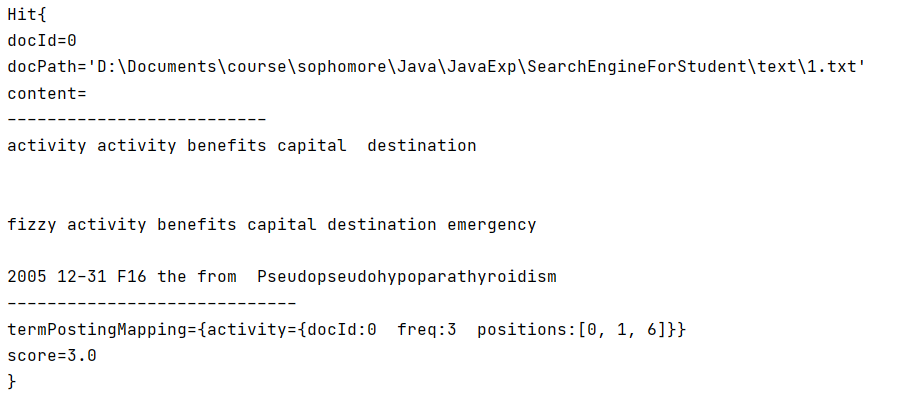 Hit{
docId=0
docPath='D:\Documents\course\sophomore\Java\JavaExp\SearchEngineForStudent\text\1.txt'
content=
--------------------------
activity activity benefits capital  destination
fizzy activity benefits capital destination emergency
2005 12-31 F16 the from  Pseudopseudohypoparathyroidism
-----------------------------
termPostingMapping={activity={docId:0  freq:3  positions:[0, 1, 6]}}
score=3.0
}